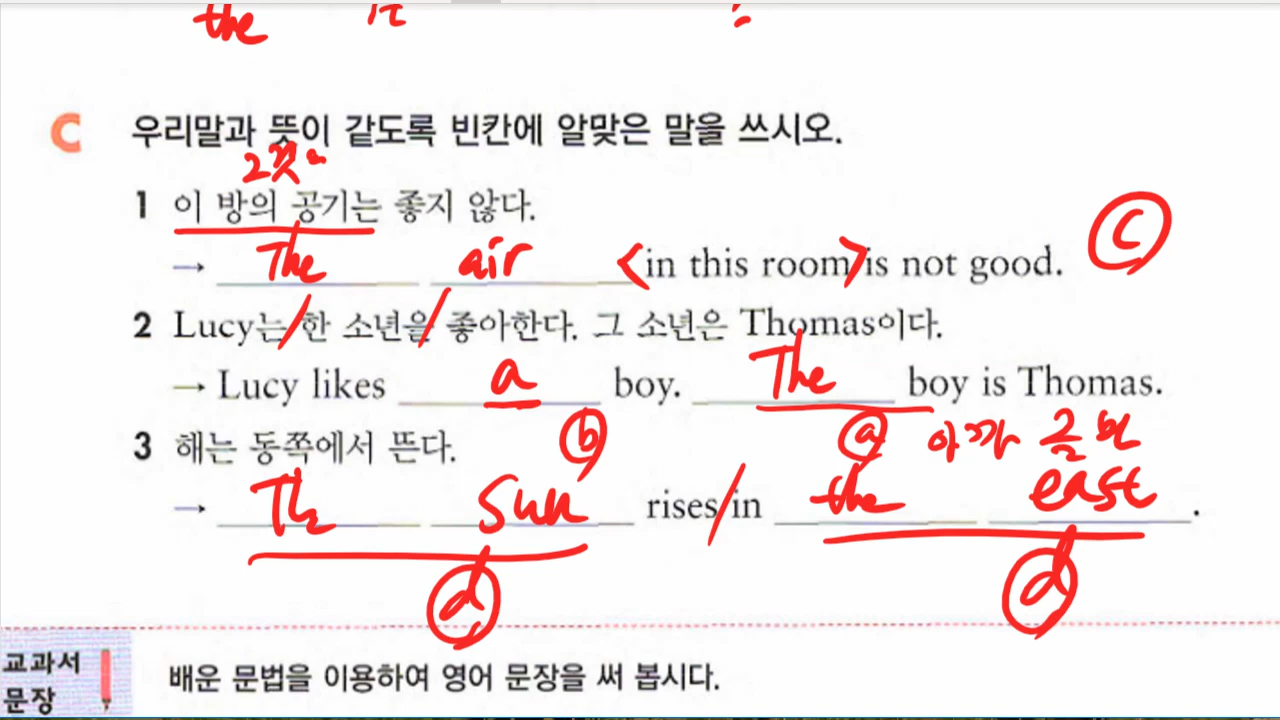 the it
C 우리말과 뜻이 같도록 빈칸에 알맞은 말을 쓰시오.
1 이 방의 공기는 좋지 않다.
→ The air <in this room> is not good. ⓒ
2 Lucy는/한 소년을/좋아한다. 그 소년은 Thomas이다.
→ Lucy likes a boy. The boy is Thomas.
ⓑ ⓐ 아까 그
3 해는 동쪽에서 뜬다.
→ Th Sun rises/in the east.
ⓓ ⓓ
교과서
문장
배운 문법을 이용하여 영어 문장을 써 봅시다.